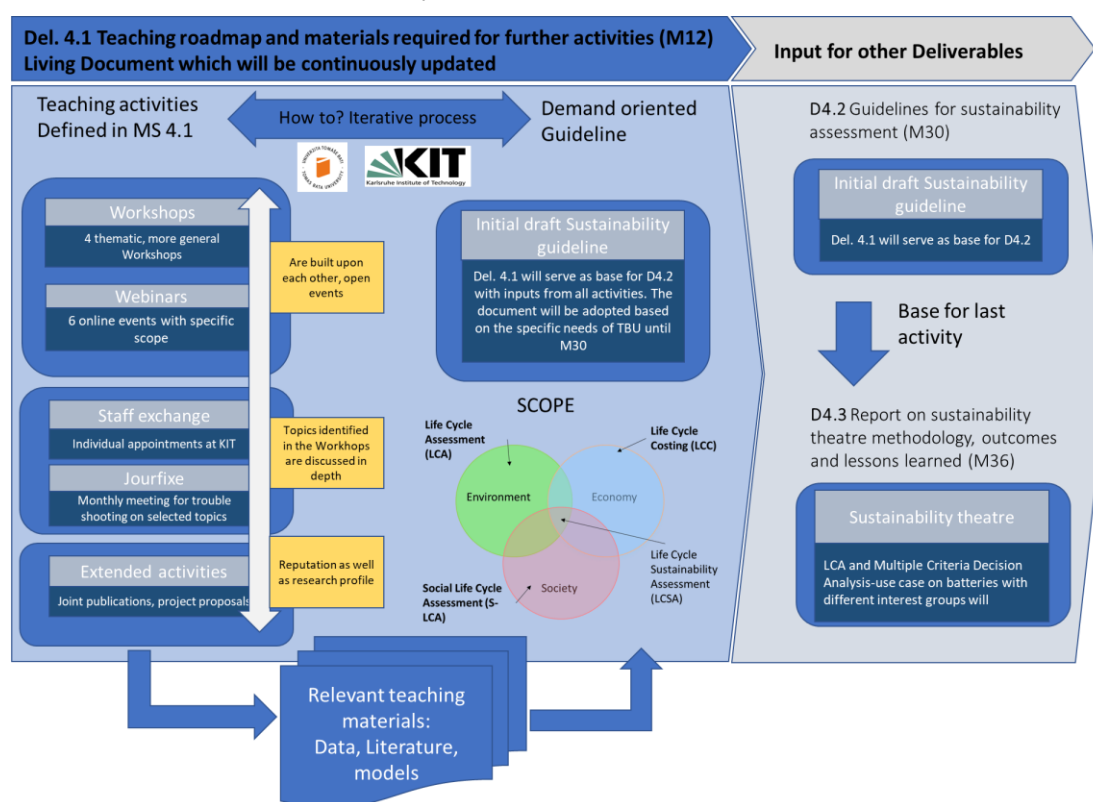 Del. 4.1 Teaching roadmap and materials required for further activities (M12)
Living Document which will be continuously updated
Input for other Deliverables
Teaching activities
Defined in MS 4.1
How to? Iterative process
Demand oriented
Guideline
UNIVERZITA TOMÁŠE BATI
TOMAS BATA UNIVERSITY
KIT
Karlsruhe Institute of Technology
Workshops
4 thematic, more general
Workshops
Webinars
6 online events with specific
scope
Are built upon
each other, open
events
Staff exchange
Individual appointments at KIT
Jourfixe
Monthly meeting for trouble
shooting on selected topics
Topics identified
in the Workhops
are discussed in
depth
Extended activities
Joint publications, project proposals
Reputation as well
as research profile
Initial draft Sustainability
guideline
Del. 4.1 will serve as base for D4.2
with inputs from all activities. The
document will be adopted based
on the specific needs of TBU until
M30
SCOPE
Life Cycle
Assessment
(LCA)
Life Cycle
Costing (LCC)
Environment
Economy
Society
Social Life Cycle
Assessment (S-
LCA)
Life Cycle
Sustainability
Assessment
(LCSA)
Relevant teaching
materials:
Data, Literature,
models
D4.2 Guidelines for sustainability
assessment (M30)
Initial draft Sustainability
guideline
Del. 4.1 will serve as base for D4.2
Base for last
activity
D4.3 Report on sustainability
theatre methodology, outcomes
and lessons learned (M36)
Sustainability theatre
LCA and Multiple Criteria Decision
Analysis-use case on batteries with
different interest groups will